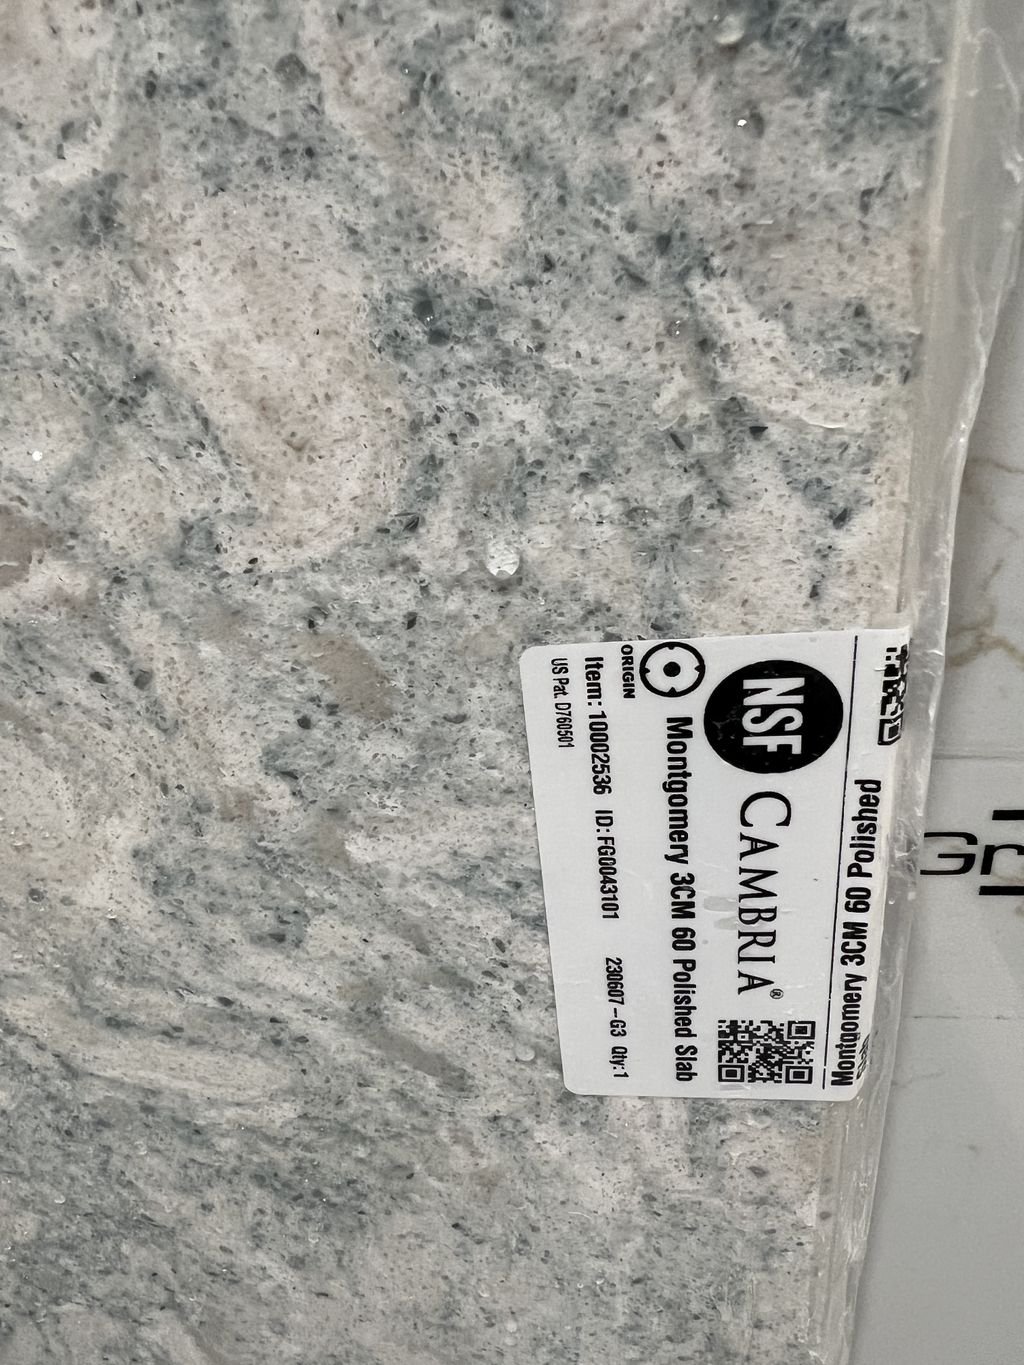 Montgomery 3CM 60 Polished
NSF CAMBRIA®
Montgomery 3CM 60 Polished Slab
ORIGIN
Item: 10002536 ID:FG0043101 230607-G3 Qty:1
US Pat. D760501
Gr